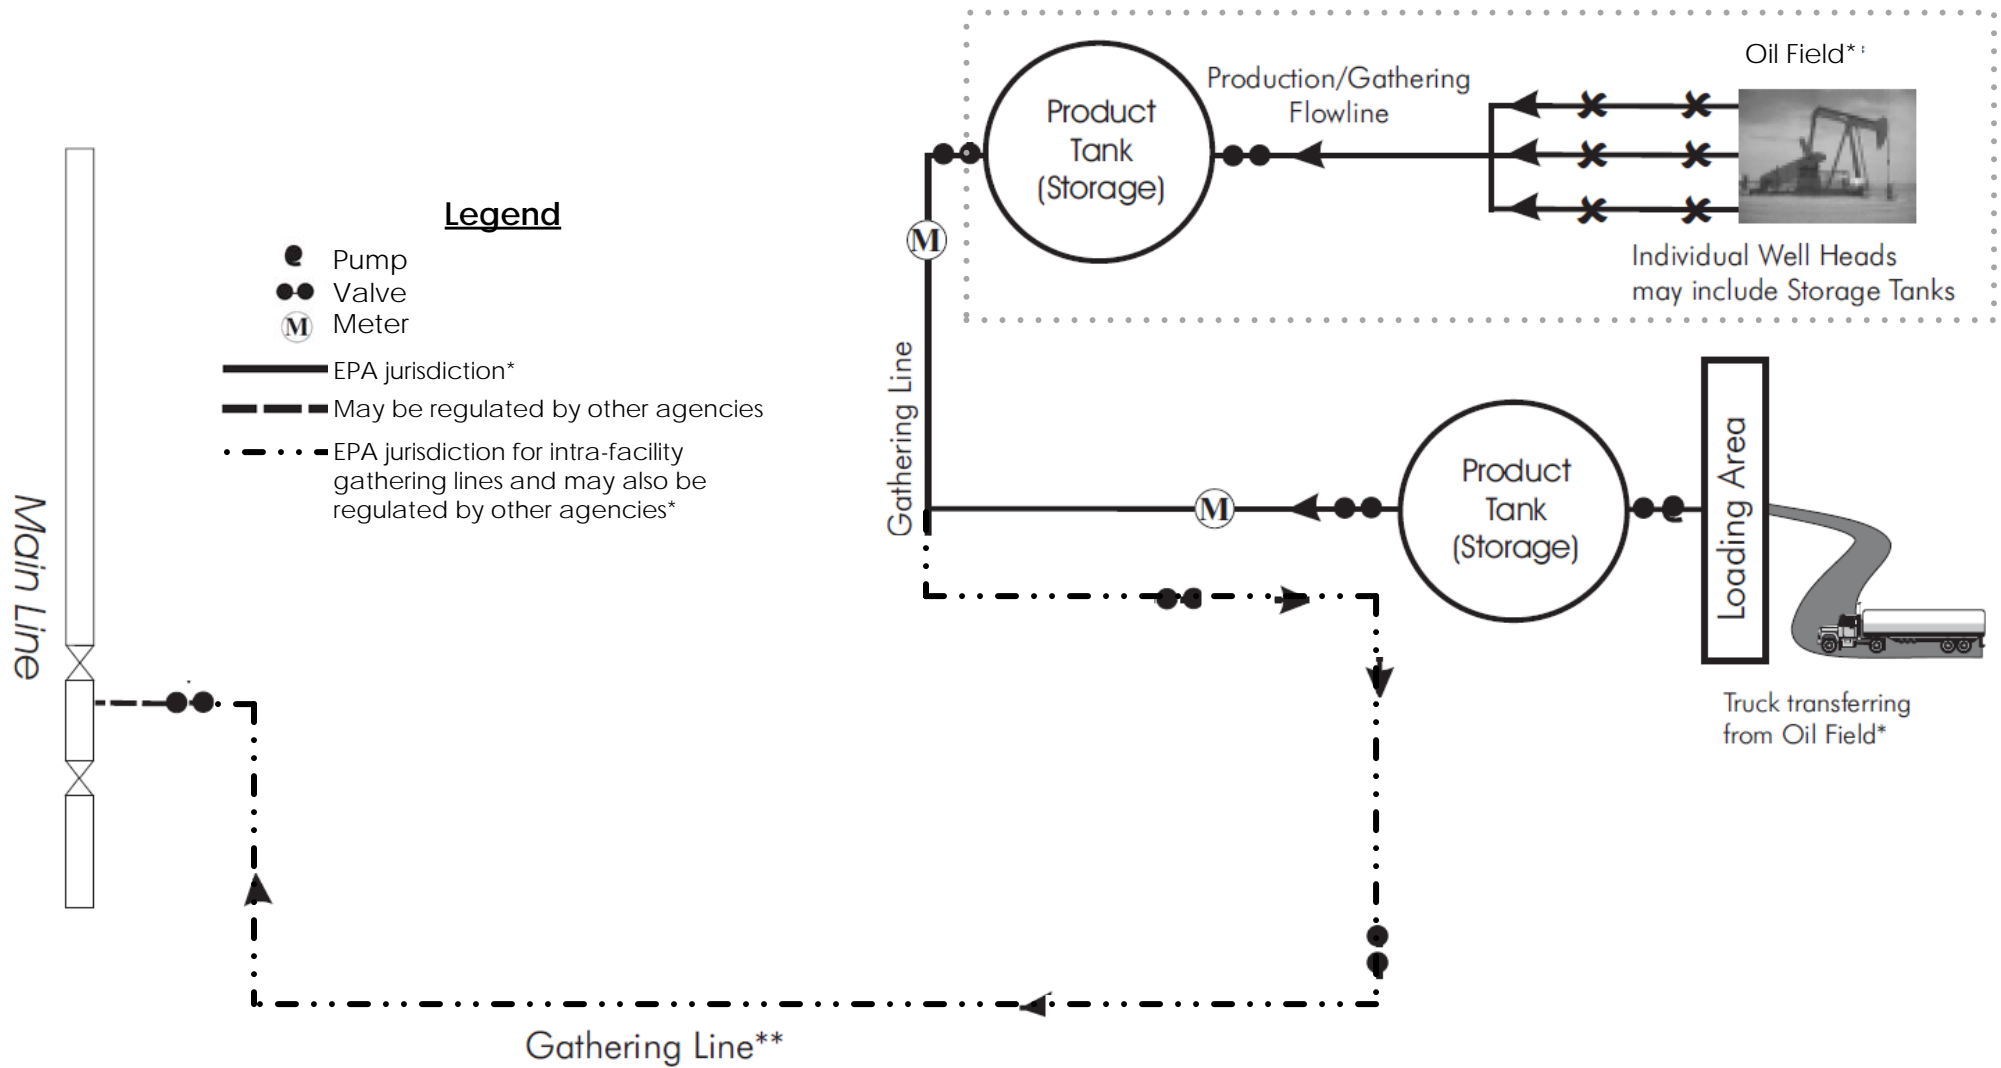 Oil Field*
Production/Gathering
Flowline
Product
Tank
(Storage)
Individual Well Heads
may include Storage Tanks
M
Legend
Pump
Valve
M Meter
EPA jurisdiction*
May be regulated by other agencies
EPA jurisdiction for intra-facility
gathering lines and may also be
regulated by other agencies*
Gathering Line
Main Line
M
Product
Tank
(Storage)
Loading Area
Truck transferring
from Oil Field*
Gathering Line**